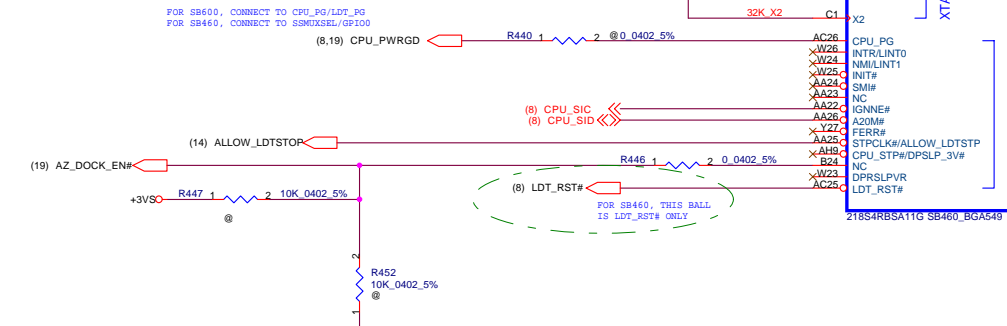 FOR SB600, CONNECT TO CPU_PG/LDT_PG
FOR SB460, CONNECT TO SSMUXSEL/GPIO0
32K_X2
C1
X2
XTA
(8,19) CPU_PWRGD
R440 1 2 @ 0_0402_5%
AC26
CPU_PG
W26
INTR/LINT0
W24
NMI/LINT1
W25
INIT#
AA24
SMI#
AA23
NC
(8) CPU_SIC
AA22
IGNNE#
(8) CPU_SID
AA26
A20M#
Y27
FERR#
(14) ALLOW_LDTSTOP
AA25
STPCLK#/ALLOW_LDTSTP
AH9
CPU_STP#/DPSLP_3V#
(19) AZ_DOCK_EN#
R446 1 2 0_0402_5%
B24
NC
W23
DPRSLPVR
(8) LDT_RST#
AC25
LDT_RST#
+3VS
R447 1 2 10K_0402_5%
@
FOR SB460, THIS BALL
IS LDT_RST# ONLY
218S4RBSA11G SB460_BGA549
2
R452
10K_0402_5%
@
1